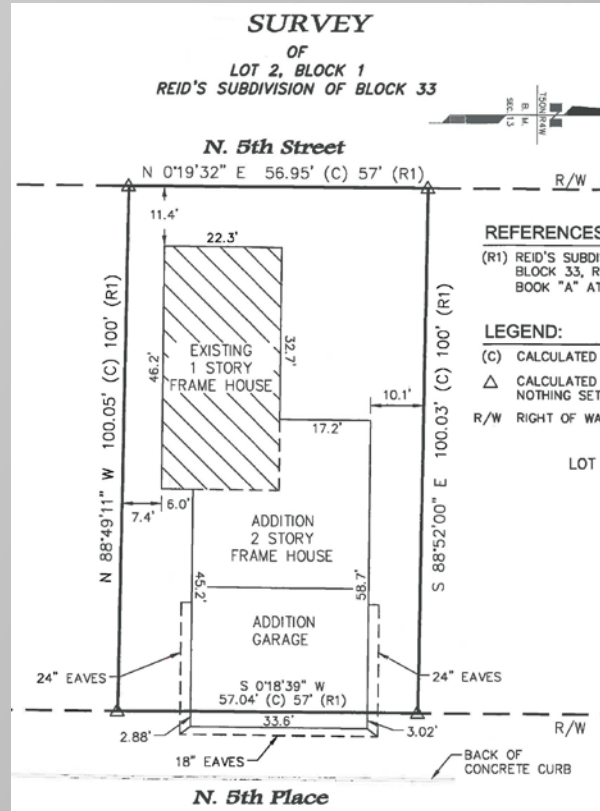 SURVEY
OF
LOT 2, BLOCK 1
REID'S SUBDIVISION OF BLOCK 33
T50N R4W
B. M.
SEC. 13
N. 5th Street
N 0°19'32" E 56.95' (C) 57' (R1)
R/W
11.4'
22.3'
REFERENCES
(R1) REID'S SUBDI
BLOCK 33, R
BOOK "A" AT
N 88°49'11" W 100.05' (C) 100' (R1)
46.2'
EXISTING
1 STORY
FRAME HOUSE
32.7'
S 88°52'00" E 100.03' (C) 100' (R1)
LEGEND:
(C) CALCULATED
△ CALCULATED
NOTHING SET
R/W RIGHT OF WA
10.1'
17.2'
LOT
7.4'
6.0'
ADDITION
2 STORY
FRAME HOUSE
45.2'
58.7'
ADDITION
GARAGE
24" EAVES
24" EAVES
S 0°18'39" W
57.04' (C) 57' (R1)
33.6'
2.88'
3.02'
R/W
18" EAVES
BACK OF
CONCRETE CURB
N. 5th Place